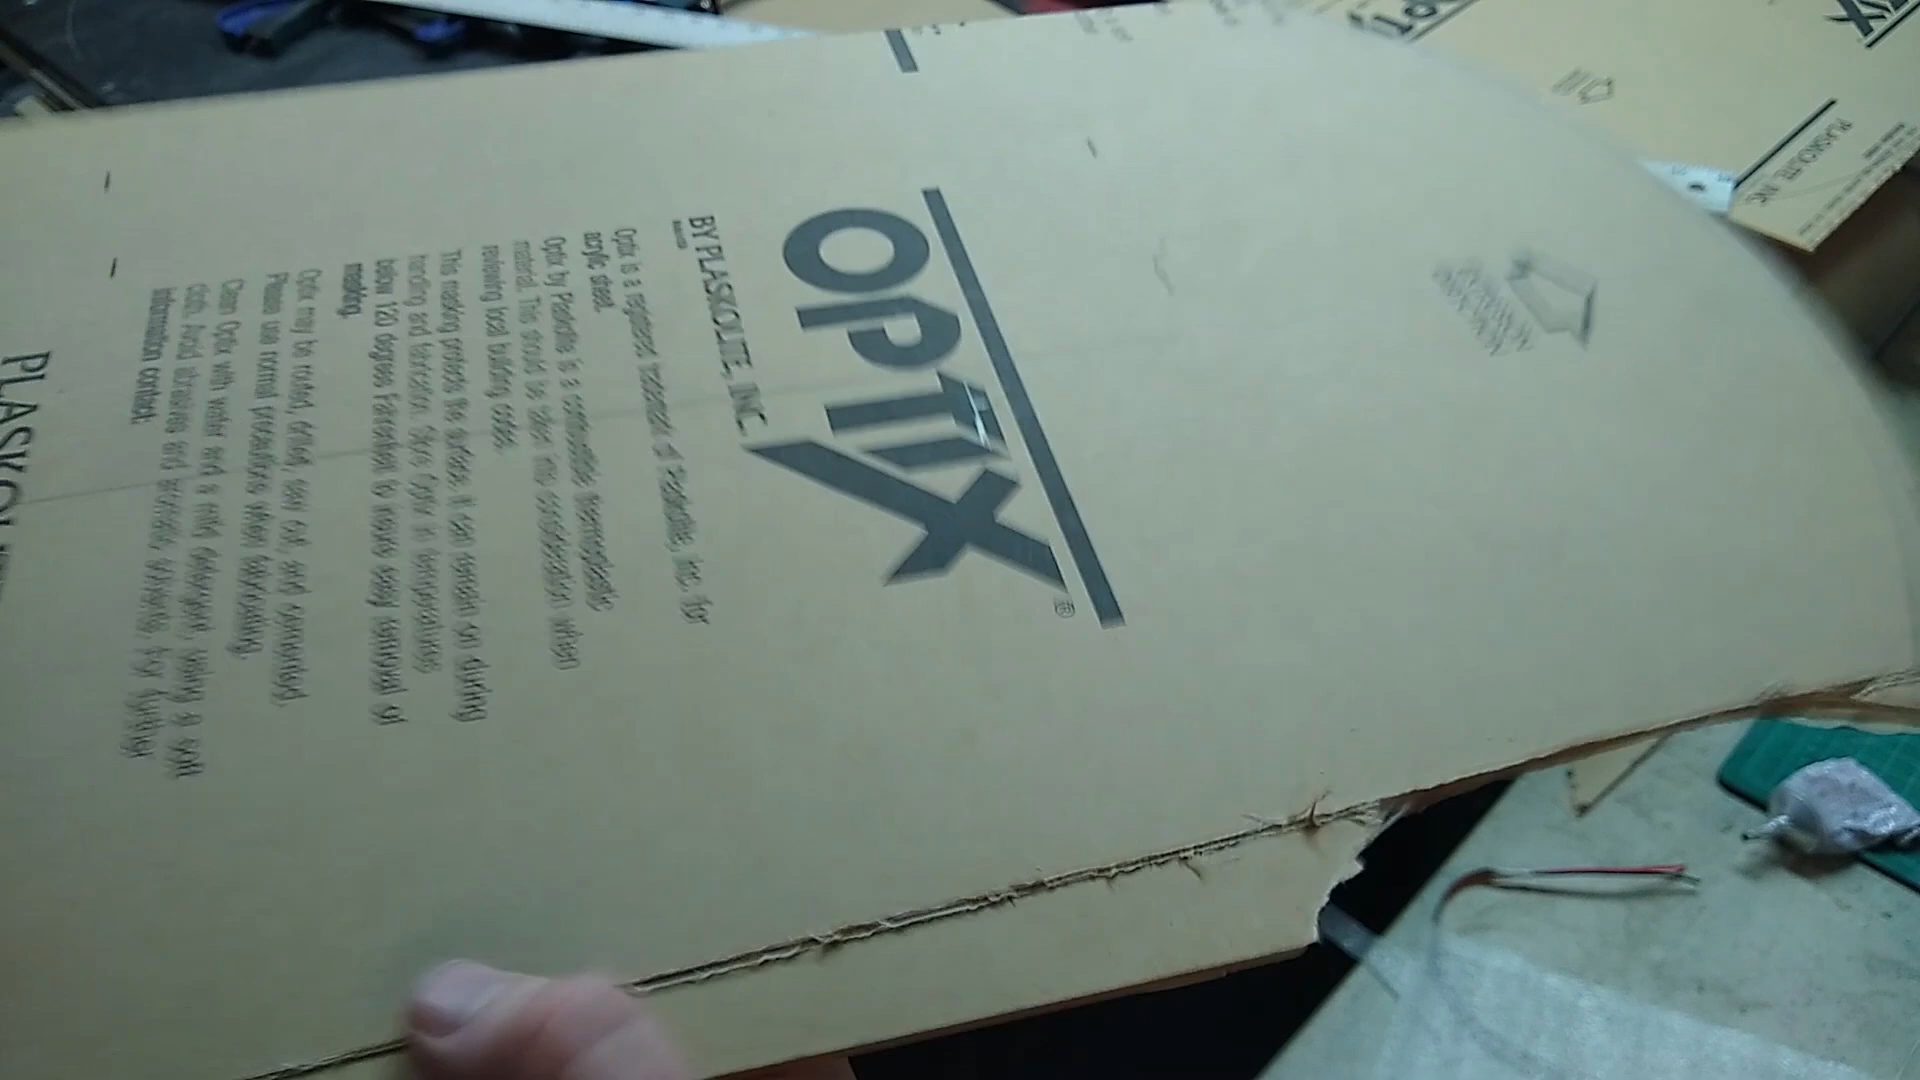 OPTIX®
BY PLASKOLITE, INC.
Optix is a registered trademark of Plaskolite, Inc. for
acrylic sheet.
Optix by Plaskolite is a combustible thermoplastic
material. This should be taken into consideration when
reviewing local building codes.
This masking protects the surface. It can remain on during
handling and fabrication. Store Optix in temperatures
below 120 degrees Fahrenheit to insure easy removal of
masking.
Optix may be routed, drilled, saw cut, and cemented.
Please use normal precautions when fabricating.
Clean Optix with water and a mild detergent, using a soft
cloth. Avoid abrasives and aromatic solvents. For further
information contact:
PLASKOLITE
PLASKOLITE, INC.